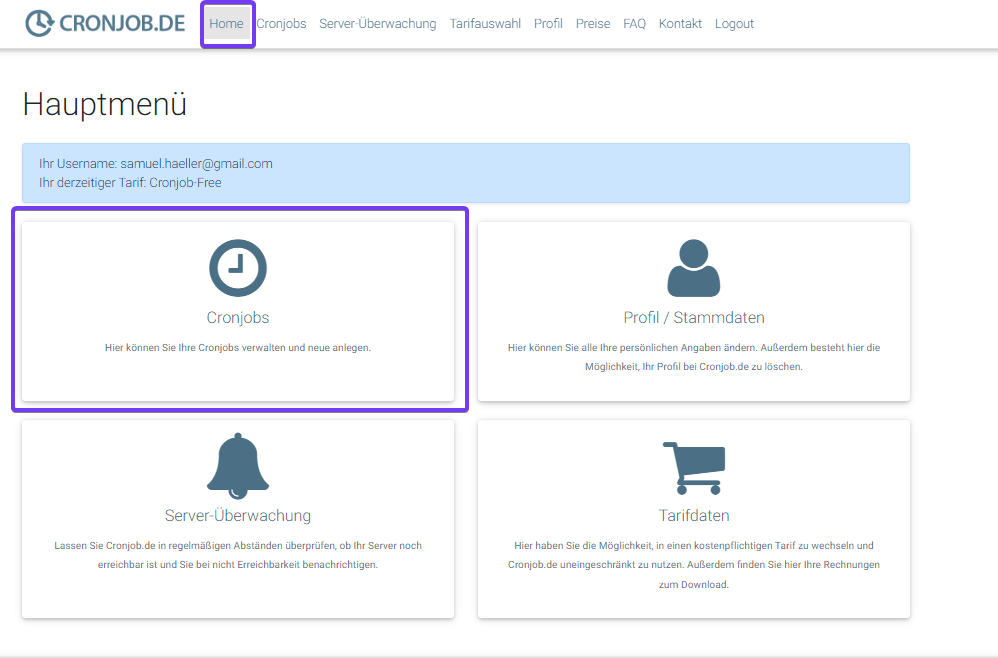 CRONJOB.DE Home Cronjobs Server-Überwachung Tarifauswahl Profil Preise FAQ Kontakt Logout
Hauptmenü
Ihr Username: samuel.haeller@gmail.com
Ihr derzeitiger Tarif: Cronjob-Free
Cronjobs
Hier können Sie Ihre Cronjobs verwalten und neue anlegen.
Profil / Stammdaten
Hier können Sie alle Ihre persönlichen Angaben ändern. Außerdem besteht hier die
Möglichkeit, Ihr Profil bei Cronjob.de zu löschen.
Server-Überwachung
Lassen Sie Cronjob.de in regelmäßigen Abständen überprüfen, ob Ihr Server noch
erreichbar ist und Sie bei nicht Erreichbarkeit benachrichtigen.
Tarifdaten
Hier haben Sie die Möglichkeit, in einen kostenpflichtigen Tarif zu wechseln und
Cronjob.de uneingeschränkt zu nutzen. Außerdem finden Sie hier Ihre Rechnungen
zum Download.